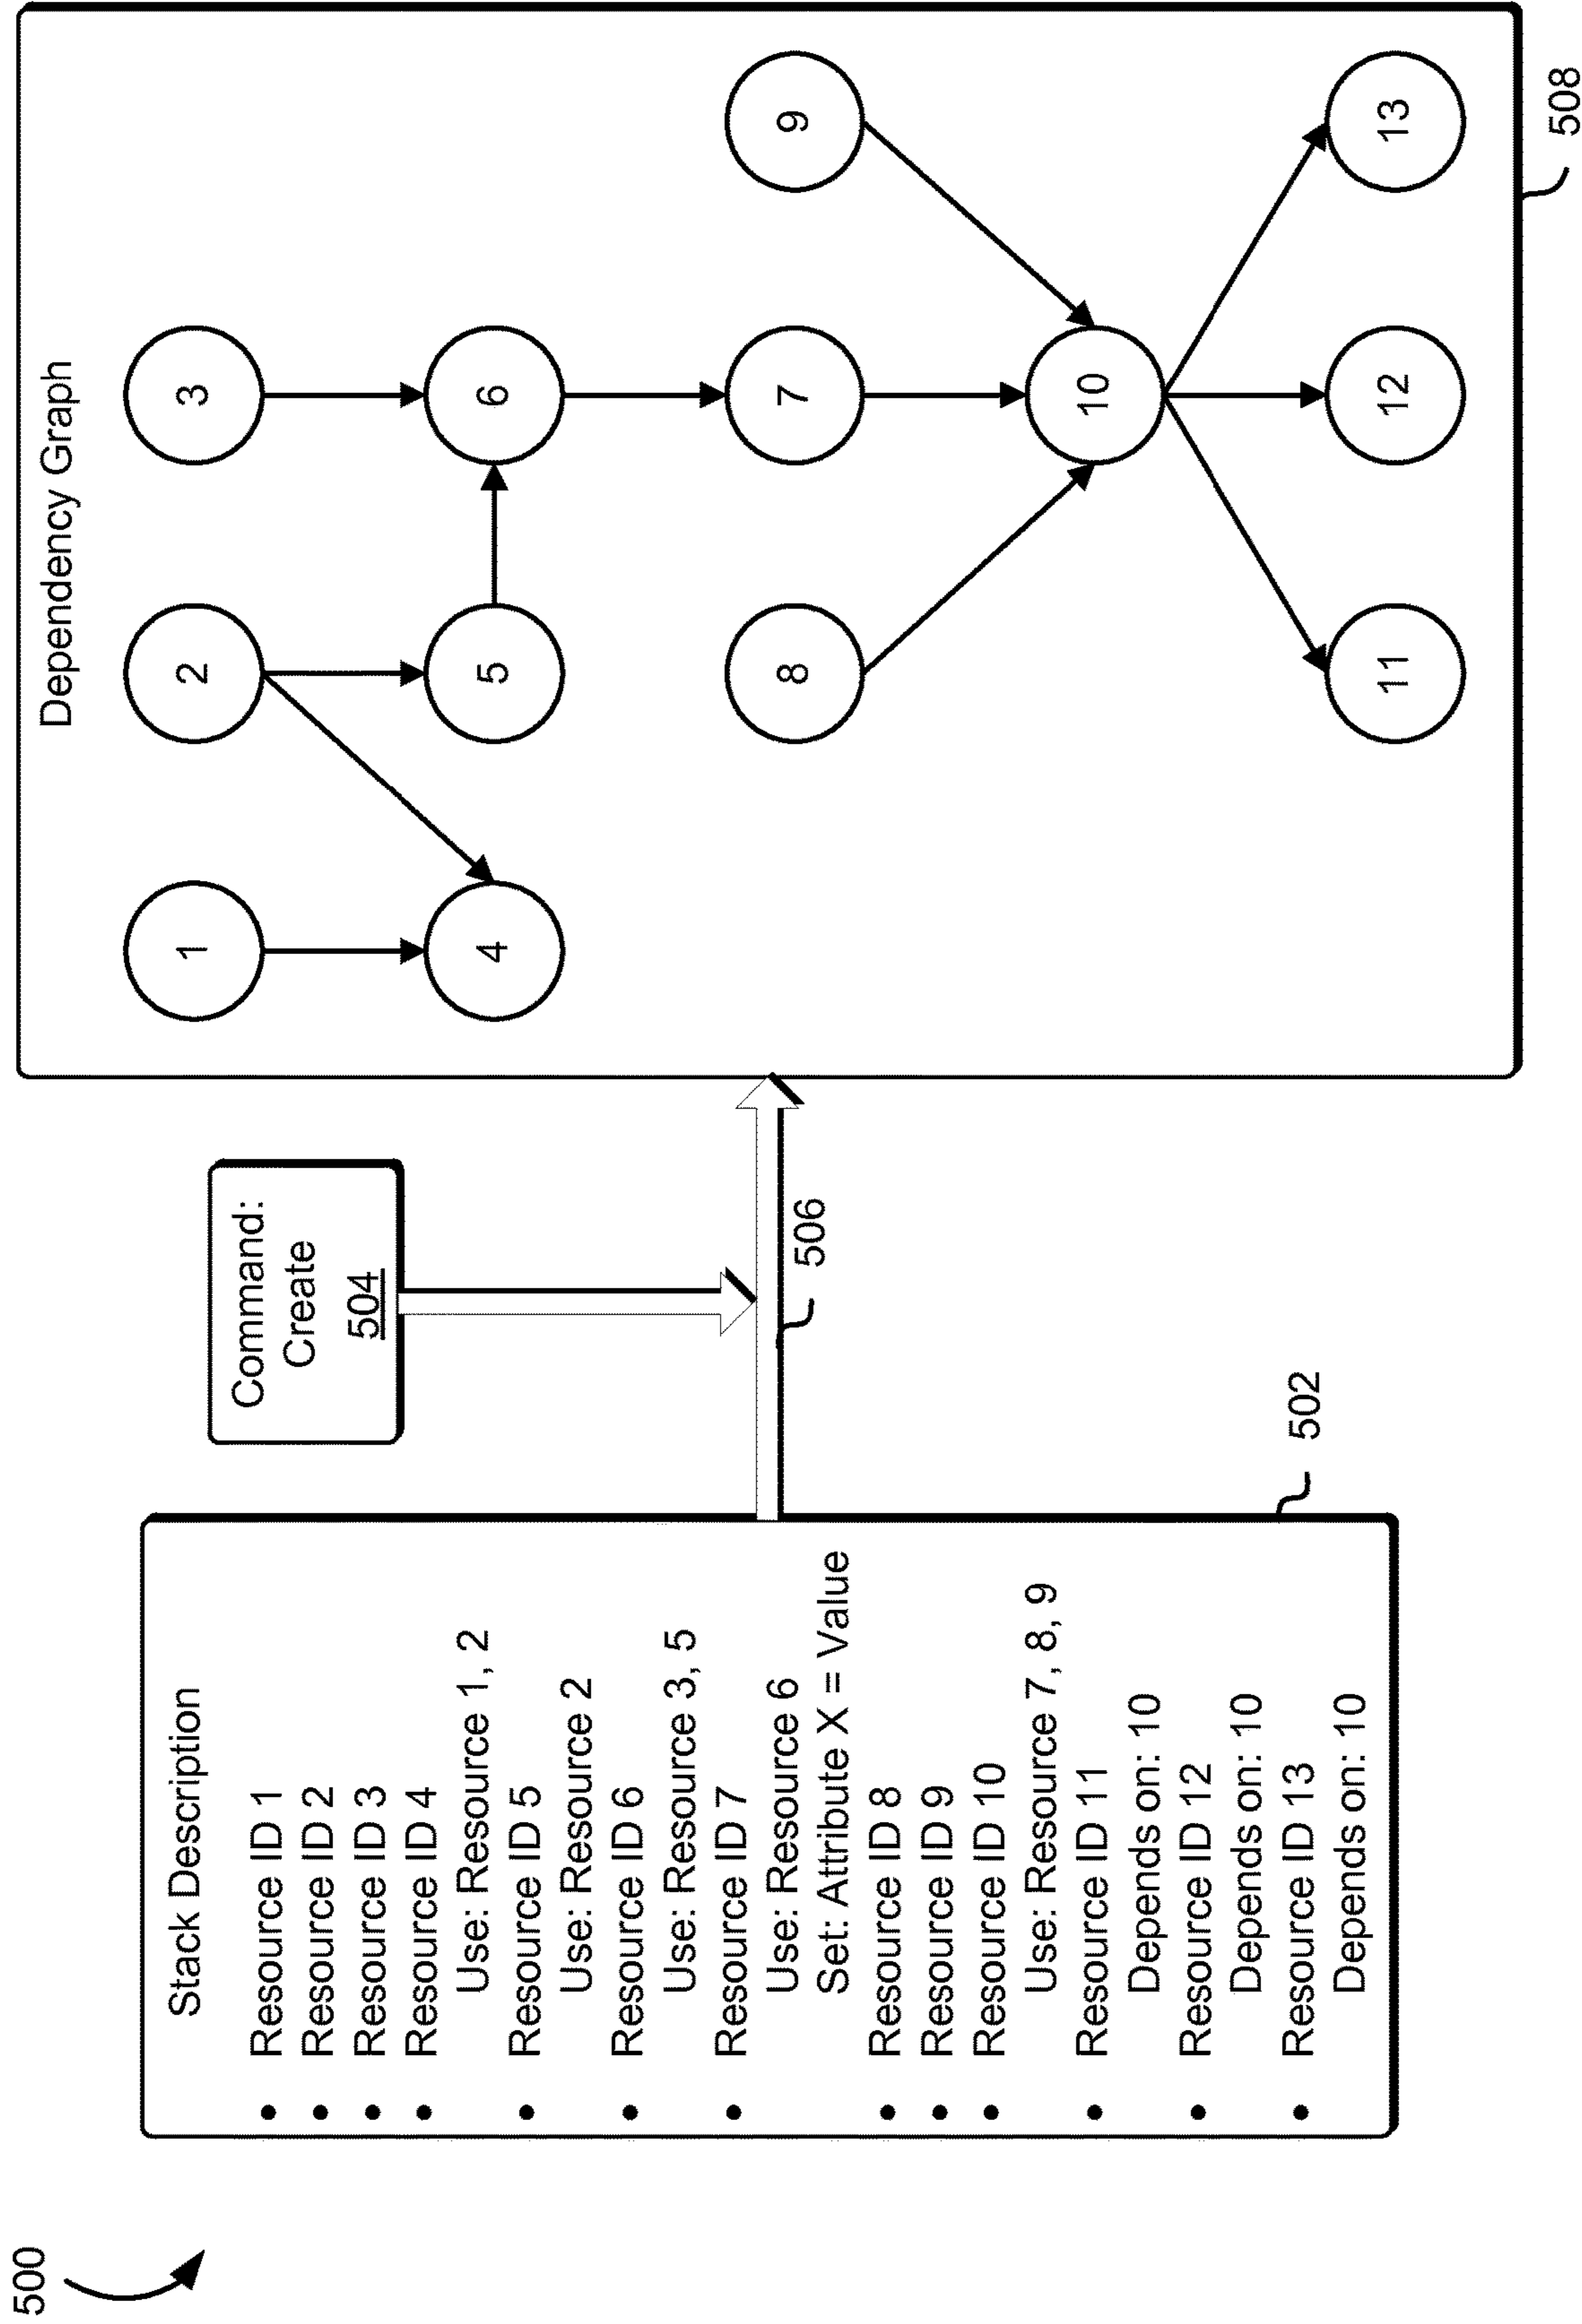 500
Stack Description
• Resource ID 1
• Resource ID 2
• Resource ID 3
• Resource ID 4
Use: Resource 1, 2
• Resource ID 5
Use: Resource 2
• Resource ID 6
Use: Resource 3, 5
• Resource ID 7
Use: Resource 6
Set: Attribute X = Value
• Resource ID 8
• Resource ID 9
• Resource ID 10
Use: Resource 7, 8, 9
• Resource ID 11
Depends on: 10
• Resource ID 12
Depends on: 10
• Resource ID 13
Depends on: 10
502
Command:
Create
504
506
Dependency Graph
1 2 3
4 5 6
8 7 9
10
11 12 13
508